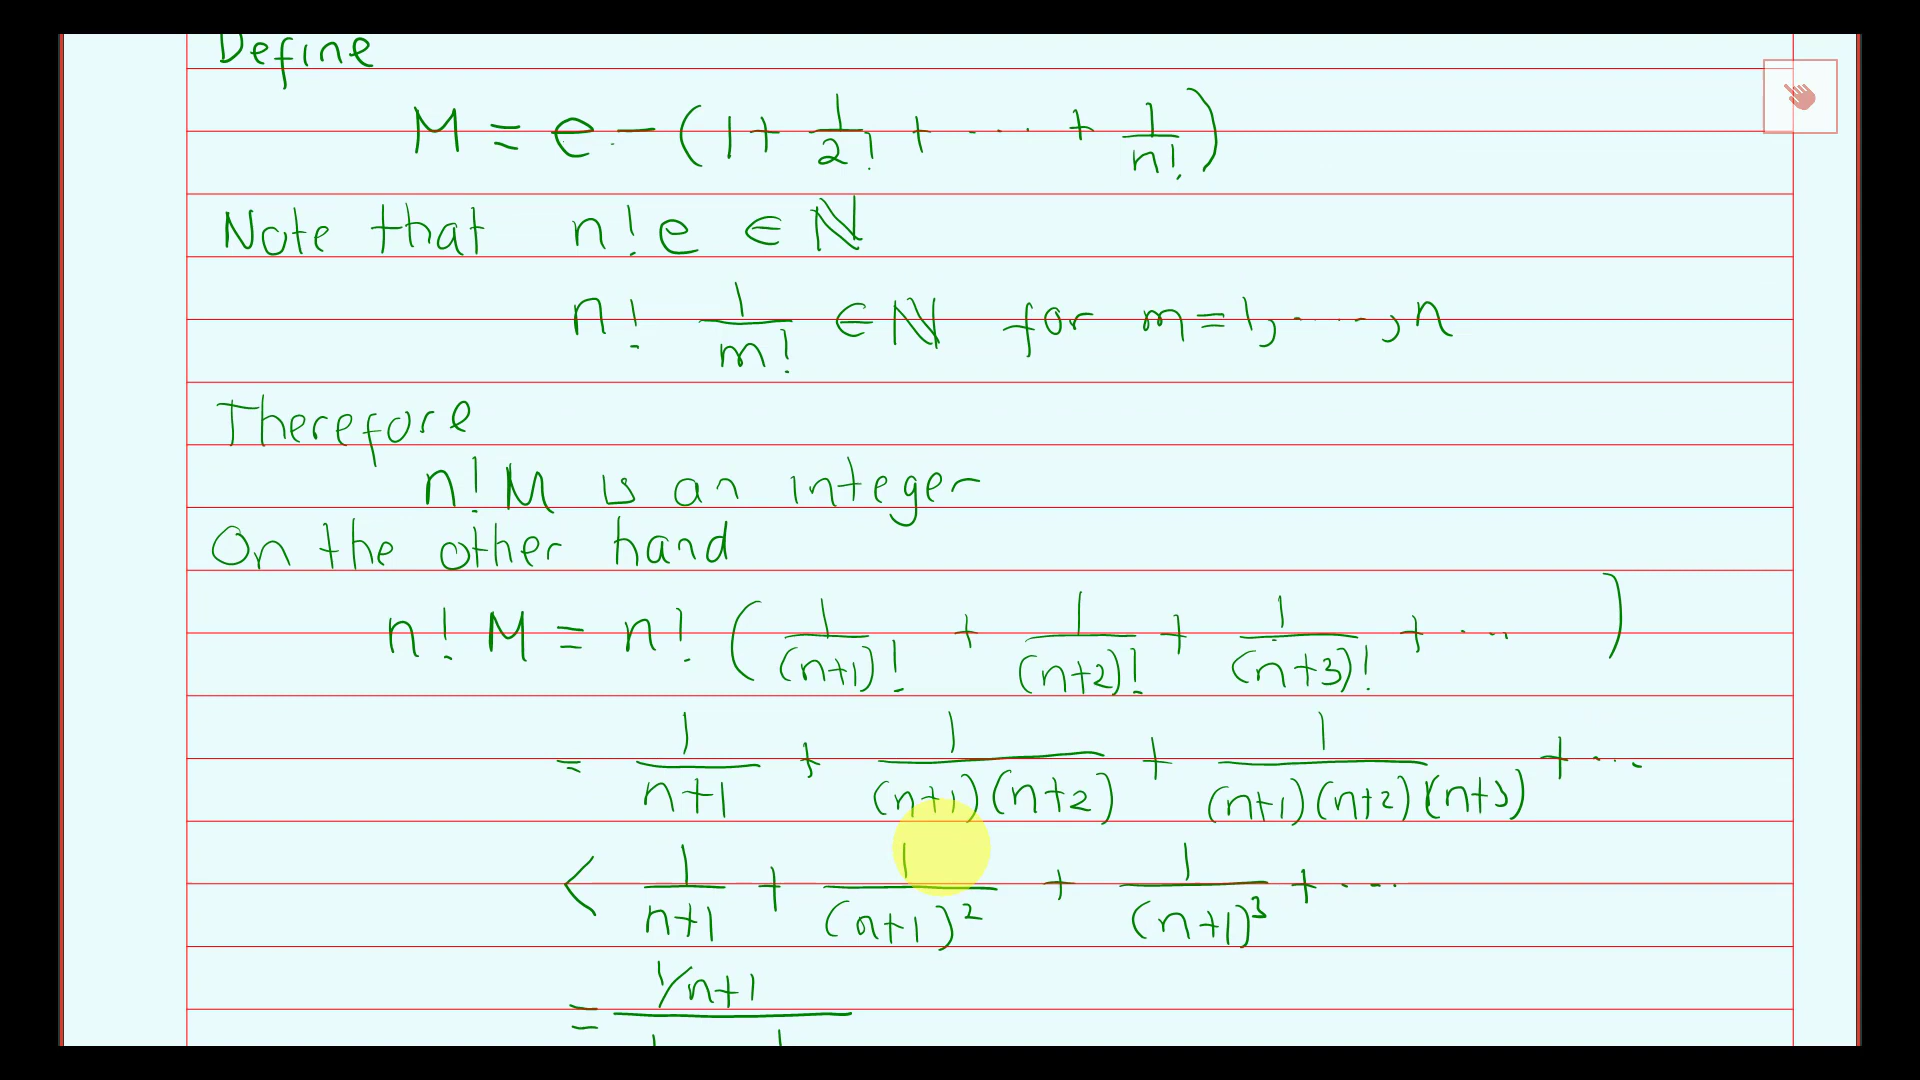 Define
M = e - (1 + 1/2! + ... + 1/n!)
Note that n!e ∈ ℕ
n! 1/m! ∈ ℕ for m=1, ..., n
Therefore
n! M is an integer
On the other hand
n! M = n! ( 1/(n+1)! + 1/(n+2)! + 1/(n+3)! + ... )
= 1/(n+1) + 1/((n+1)(n+2)) + 1/((n+1)(n+2)(n+3)) + ...
< 1/(n+1) + 1/(n+1)² + 1/(n+1)³ + ...
= 1/n+1